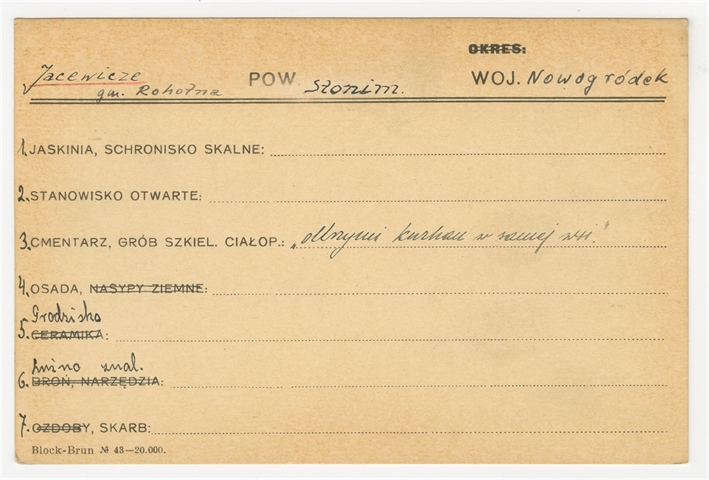 OKRES:
Jacewicze POW Słonim. WOJ. Nowogródek
gm. Rohotna
1. JASKINIA, SCHRONISKO SKALNE:
2. STANOWISKO OTWARTE:
3. CMENTARZ, GRÓB SZKIEL. CIAŁOP.: „olbrzymi kurhan w samej wsi."
4. OSADA, NASYPY ZIEMNE:
Grodzisko
5. CERAMIKA:
znal.
6. BROŃ, NARZĘDZIA:
7. OZDOBY, SKARB:
Block-Brun № 43—20.000.